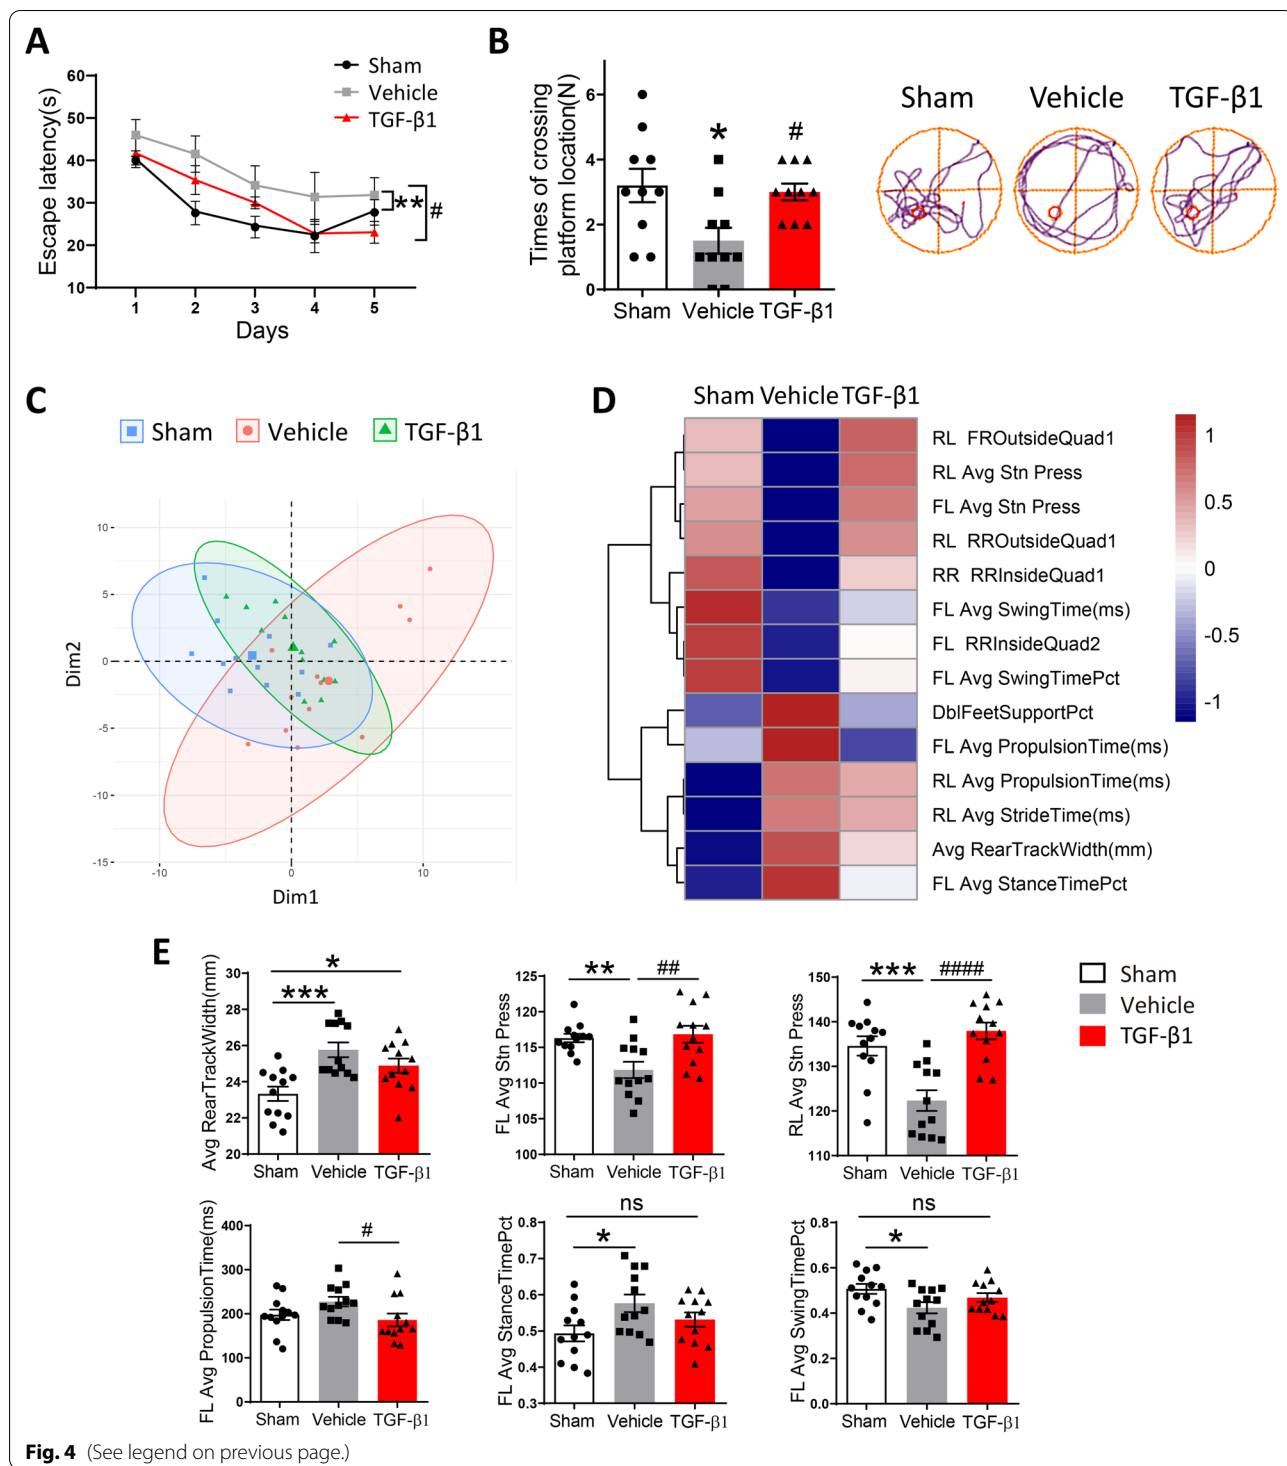 A
Sham
Vehicle
TGF-β1
Escape latency(s)
60
50
40
30
20
10
** #
1 2 3 4 5
Days
B
Times of crossing
platform location(N)
6
4
2
0
* #
Sham Vehicle TGF-β1
Sham Vehicle TGF-β1
C
Sham Vehicle TGF-β1
Dim2
10
5
0
-5
-10
-15
-10 0 10
Dim1
D
Sham Vehicle TGF-β1
RL FROutsideQuad1
RL Avg Stn Press
FL Avg Stn Press
RL RROutsideQuad1
RR RRInsideQuad1
FL Avg SwingTime(ms)
FL RRInsideQuad2
FL Avg SwingTimePct
DblFeetSupportPct
FL Avg PropulsionTime(ms)
RL Avg PropulsionTime(ms)
RL Avg StrideTime(ms)
Avg RearTrackWidth(mm)
FL Avg StanceTimePct
1
0.5
0
-0.5
-1
E
Avg RearTrackWidth(mm)
30
28
26
24
22
20
*
***
Sham Vehicle TGF-β1
FL Avg Stn Press
125
120
115
110
105
100
** ##
Sham Vehicle TGF-β1
RL Avg Stn Press
150
140
130
120
110
*** ####
Sham Vehicle TGF-β1
Sham
Vehicle
TGF-β1
FL Avg PropulsionTime(ms)
400
300
200
100
0
#
Sham Vehicle TGF-β1
FL Avg StanceTimePct
0.8
0.7
0.6
0.5
0.4
0.3
ns
*
Sham Vehicle TGF-β1
FL Avg SwingTimePct
0.8
0.6
0.4
0.2
0.0
ns
*
Sham Vehicle TGF-β1
Fig. 4 (See legend on previous page.)